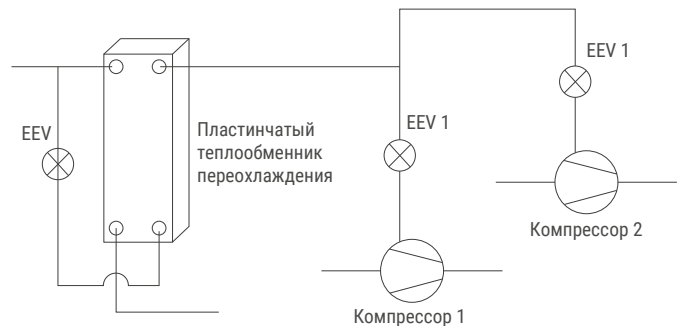 EEV 1
EEV 1
EEV
Пластинчатый
теплообменник
переохлаждения
Компрессор 2
Компрессор 1